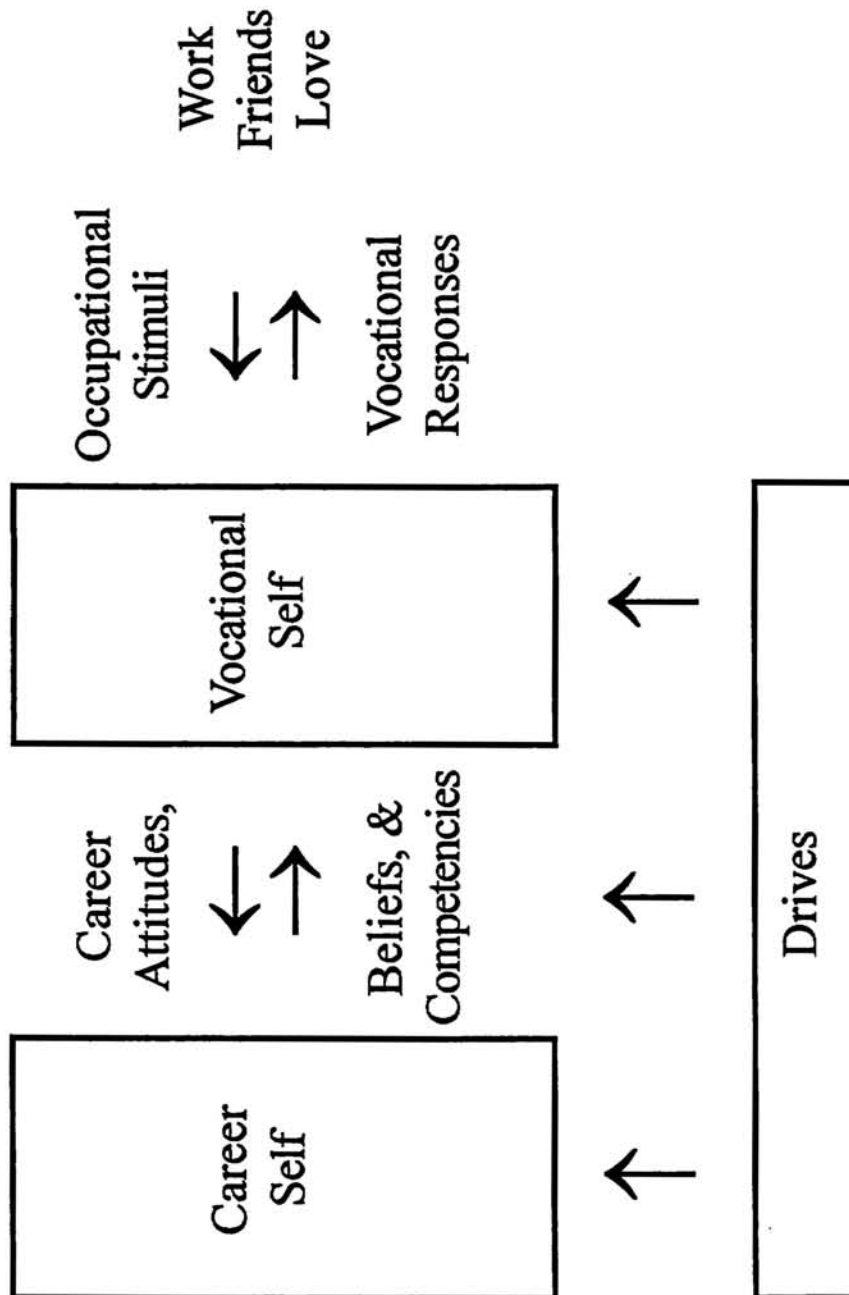 Career
Self
Career
Attitudes,
Beliefs, &
Competencies
Vocational
Self
Occupational
Stimuli
Vocational
Responses
Work
Friends
Love
Drives